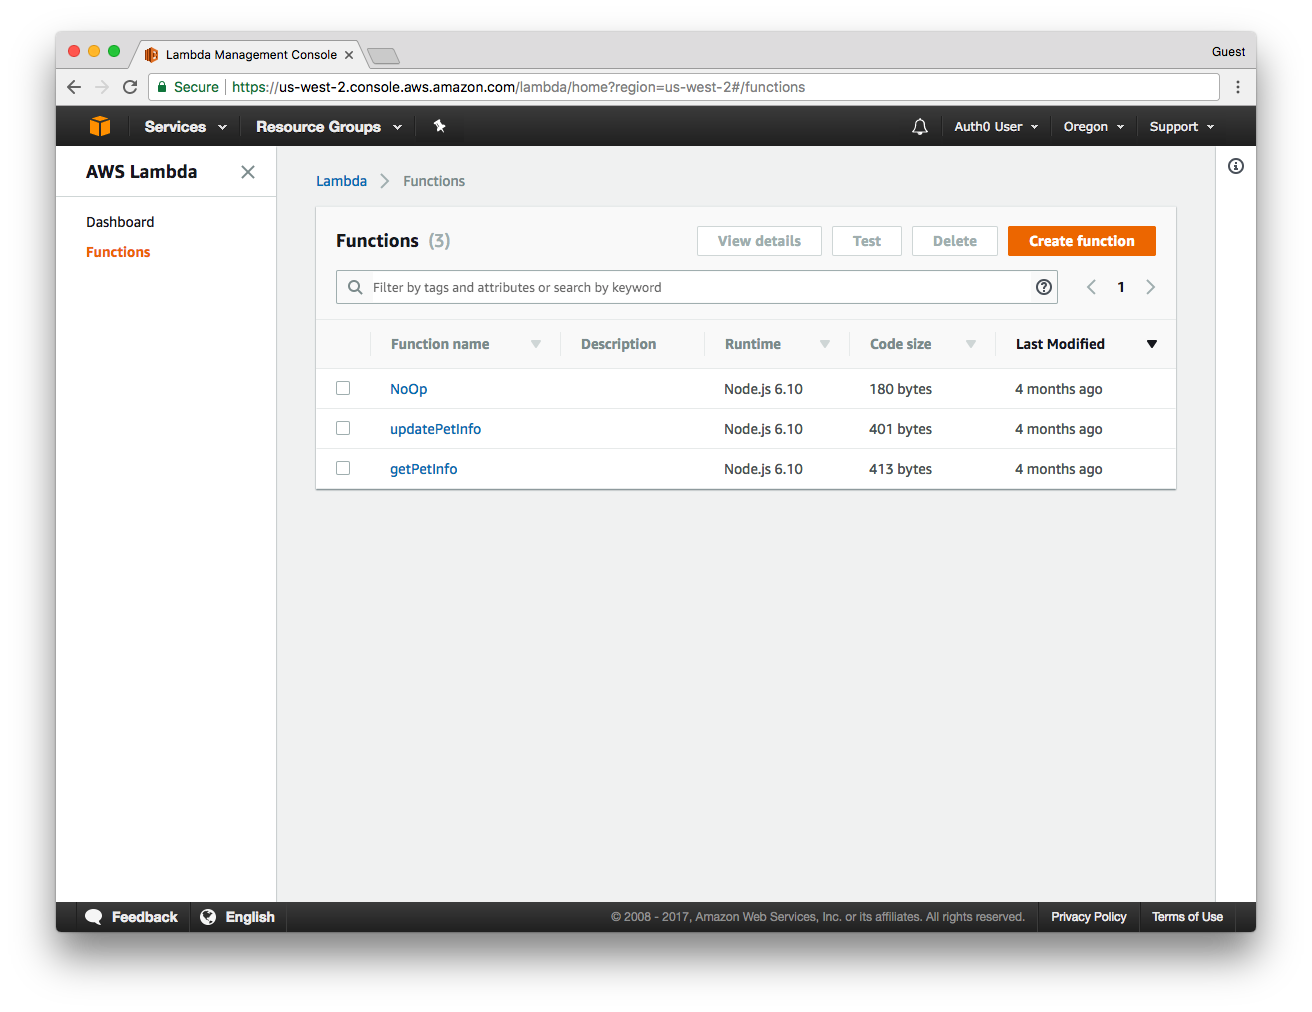 Lambda Management Console
Guest
Secure https://us-west-2.console.aws.amazon.com/lambda/home?region=us-west-2#/functions
Services Resource Groups Auth0 User Oregon Support
AWS Lambda
Dashboard
Functions
Lambda > Functions
Functions (3) View details Test Delete Create function
Filter by tags and attributes or search by keyword 1
Function name Description Runtime Code size Last Modified
NoOp Node.js 6.10 180 bytes 4 months ago
updatePetInfo Node.js 6.10 401 bytes 4 months ago
getPetInfo Node.js 6.10 413 bytes 4 months ago
Feedback English © 2008 - 2017, Amazon Web Services, Inc. or its affiliates. All rights reserved. Privacy Policy Terms of Use